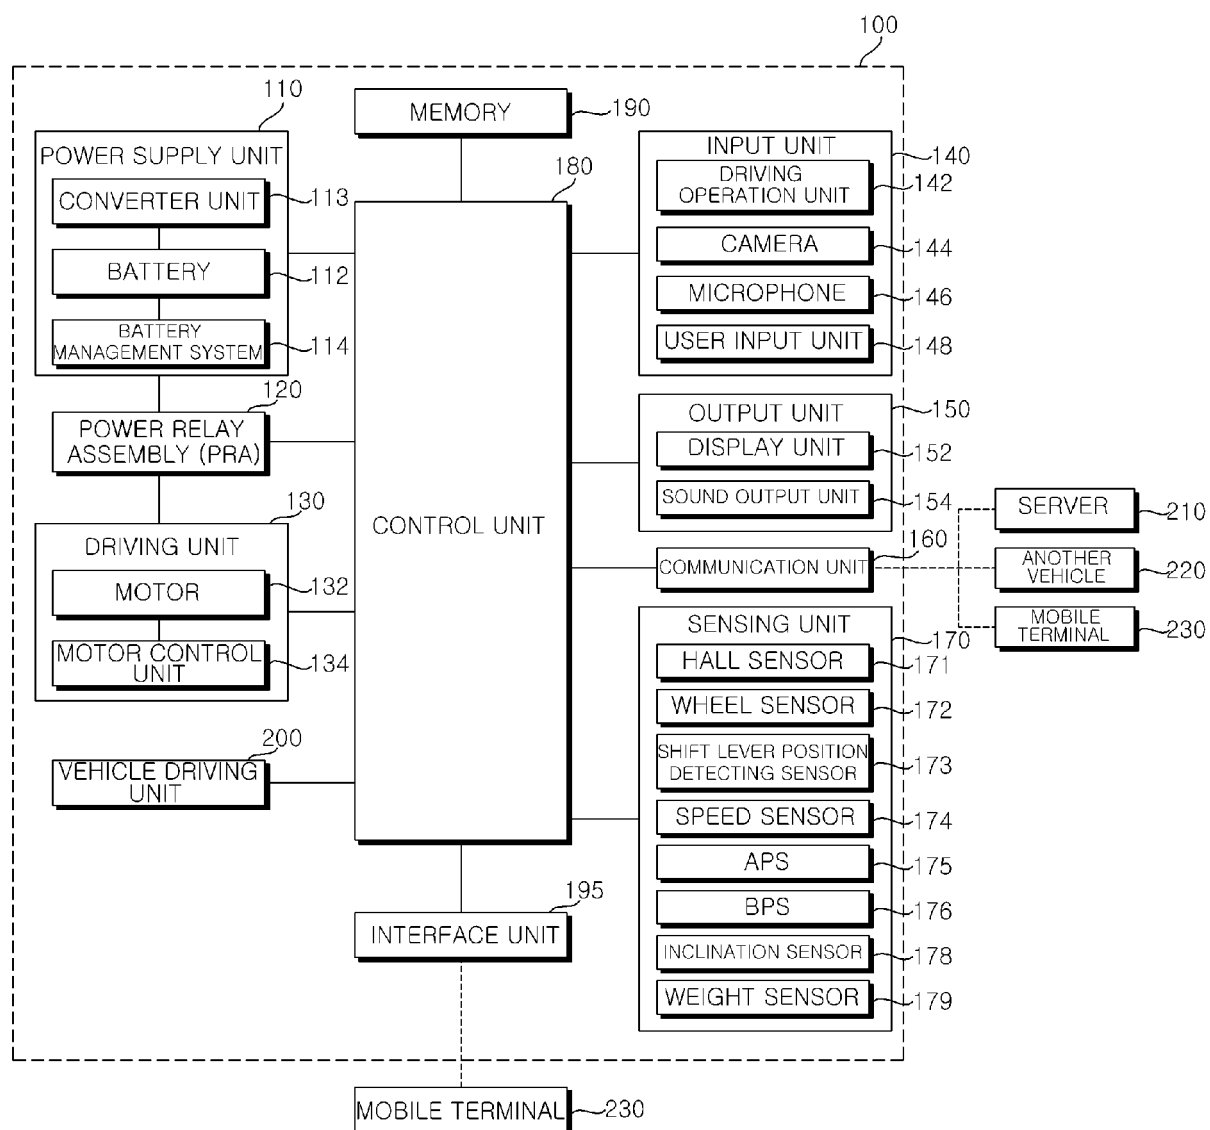 100
110
POWER SUPPLY UNIT
CONVERTER UNIT
113
BATTERY
112
BATTERY
MANAGEMENT SYSTEM
114
120
POWER RELAY
ASSEMBLY (PRA)
130
DRIVING UNIT
MOTOR
132
MOTOR CONTROL
UNIT
134
200
VEHICLE DRIVING
UNIT
MEMORY
190
180
CONTROL UNIT
195
INTERFACE UNIT
MOBILE TERMINAL
230
INPUT UNIT
140
DRIVING
OPERATION UNIT
142
CAMERA
144
MICROPHONE
146
USER INPUT UNIT
148
OUTPUT UNIT
150
DISPLAY UNIT
152
SOUND OUTPUT UNIT
154
160
COMMUNICATION UNIT
SENSING UNIT
170
HALL SENSOR
171
WHEEL SENSOR
172
SHIFT LEVER POSITION
DETECTING SENSOR
173
SPEED SENSOR
174
APS
175
BPS
176
INCLINATION SENSOR
178
WEIGHT SENSOR
179
SERVER
210
ANOTHER
VEHICLE
220
MOBILE
TERMINAL
230